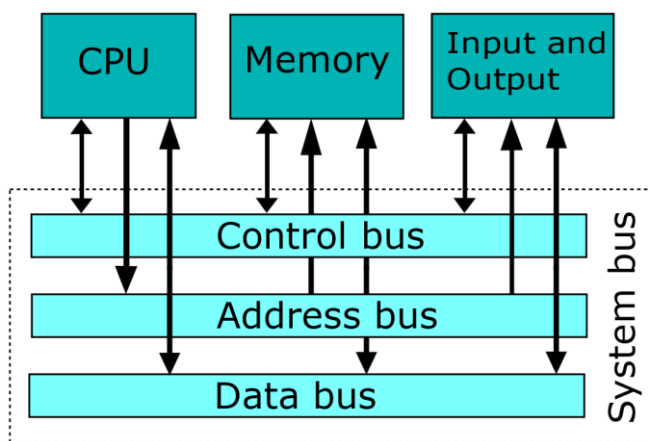 CPU
Memory
Input and
Output
Control bus
Address bus
Data bus
System bus